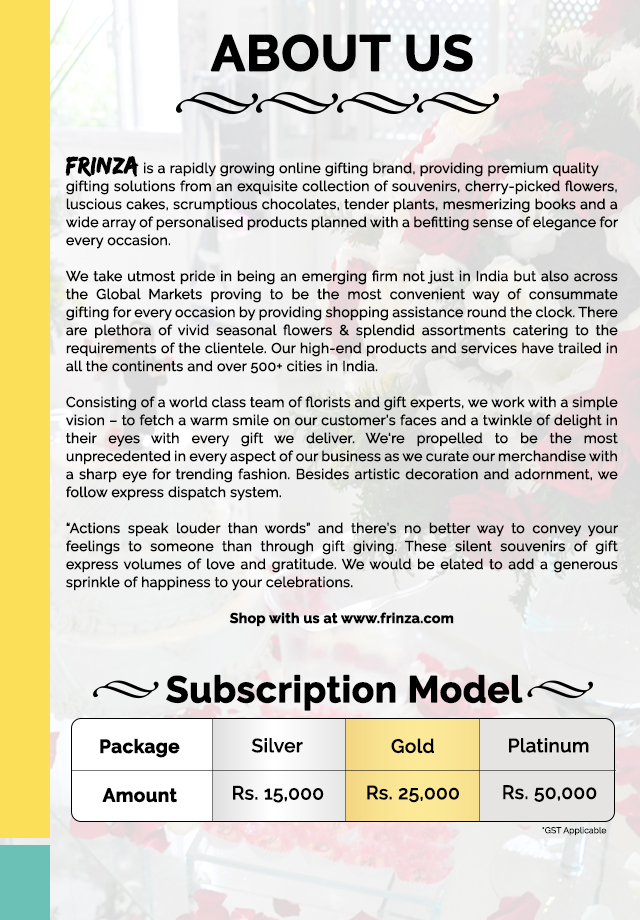 ABOUT US
FRINZA is a rapidly growing online gifting brand, providing premium quality
gifting solutions from an exquisite collection of souvenirs, cherry-picked flowers,
luscious cakes, scrumptious chocolates, tender plants, mesmerizing books and a
wide array of personalised products planned with a befitting sense of elegance for
every occasion.
We take utmost pride in being an emerging firm not just in India but also across
the Global Markets proving to be the most convenient way of consummate
gifting for every occasion by providing shopping assistance round the clock. There
are plethora of vivid seasonal flowers & splendid assortments catering to the
requirements of the clientele. Our high-end products and services have trailed in
all the continents and over 500+ cities in India.
Consisting of a world class team of florists and gift experts, we work with a simple
vision – to fetch a warm smile on our customer's faces and a twinkle of delight in
their eyes with every gift we deliver. We're propelled to be the most
unprecedented in every aspect of our business as we curate our merchandise with
a sharp eye for trending fashion. Besides artistic decoration and adornment, we
follow express dispatch system.
"Actions speak louder than words" and there's no better way to convey your
feelings to someone than through gift giving. These silent souvenirs of gift
express volumes of love and gratitude. We would be elated to add a generous
sprinkle of happiness to your celebrations.
Shop with us at www.frinza.com
Subscription Model
Package Silver Gold Platinum
Amount Rs. 15,000 Rs. 25,000 Rs. 50,000
*GST Applicable